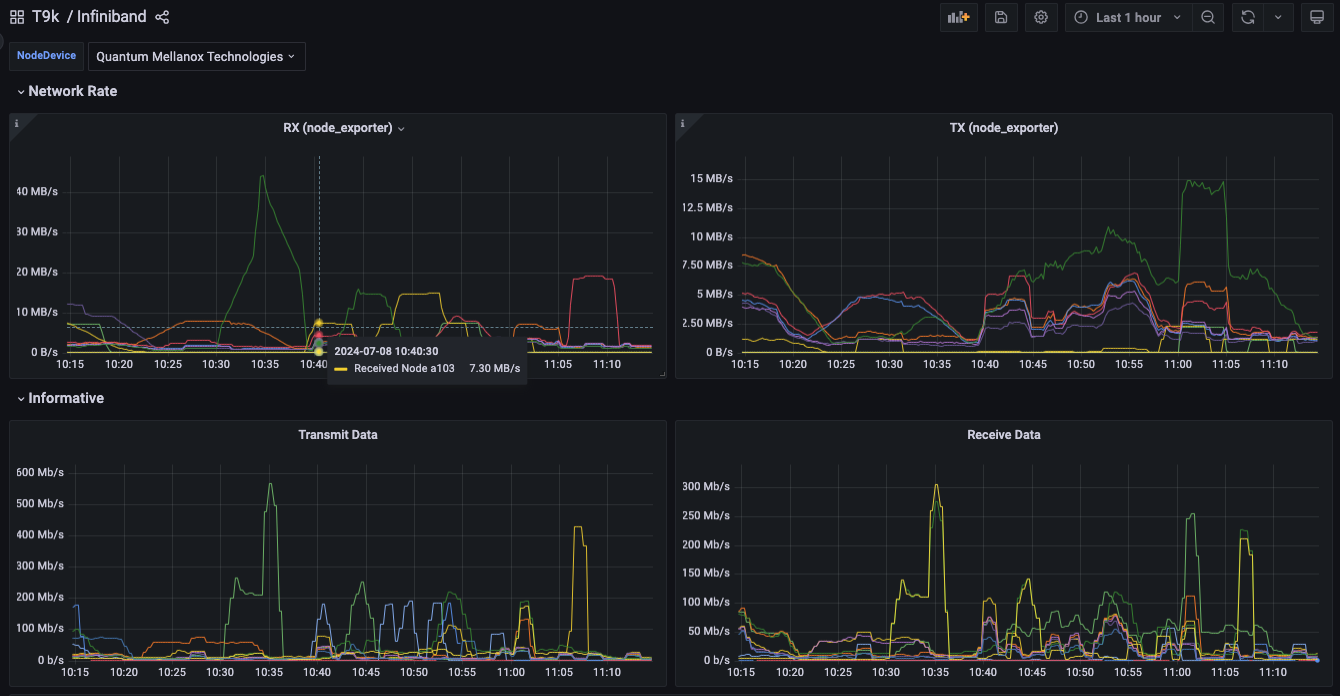 T9k / Infiniband
Last 1 hour
NodeDevice
Quantum Mellanox Technologies
Network Rate
RX (node_exporter)
40 MB/s
30 MB/s
20 MB/s
10 MB/s
0 B/s
10:15 10:20 10:25 10:30 10:35 10:40 11:05 11:10
2024-07-08 10:40:30
Received Node a103 7.30 MB/s
TX (node_exporter)
15 MB/s
12.5 MB/s
10 MB/s
7.50 MB/s
5 MB/s
2.50 MB/s
0 B/s
10:15 10:20 10:25 10:30 10:35 10:40 10:45 10:50 10:55 11:00 11:05 11:10
Informative
Transmit Data
600 Mb/s
500 Mb/s
400 Mb/s
300 Mb/s
200 Mb/s
100 Mb/s
0 b/s
10:15 10:20 10:25 10:30 10:35 10:40 10:45 10:50 10:55 11:00 11:05 11:10
Receive Data
300 Mb/s
250 Mb/s
200 Mb/s
150 Mb/s
100 Mb/s
50 Mb/s
0 b/s
10:15 10:20 10:25 10:30 10:35 10:40 10:45 10:50 10:55 11:00 11:05 11:10